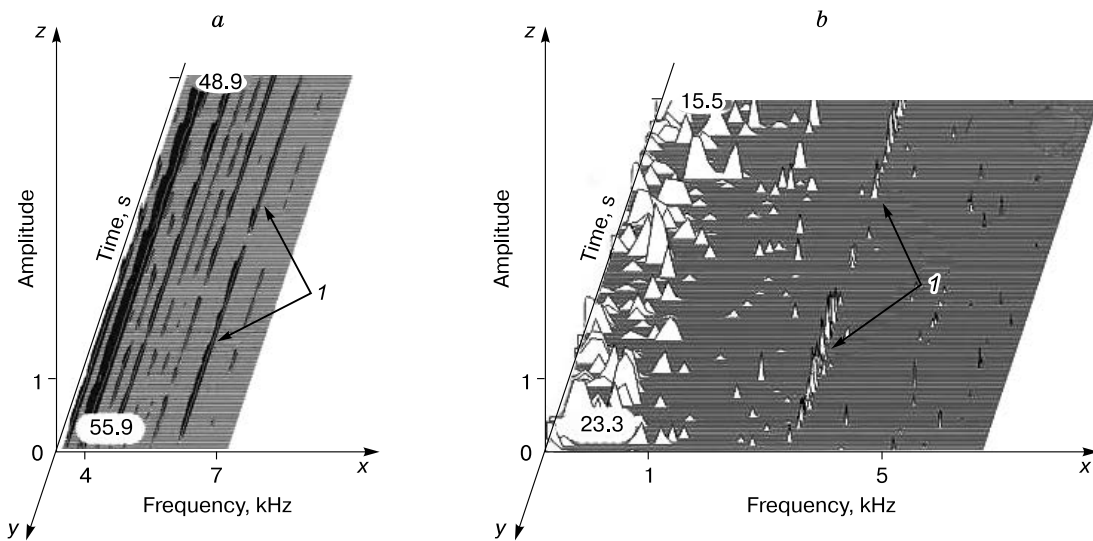 a
z
48.9
Time, s
Amplitude
1
1
55.9
0
x
4
7
Frequency, kHz
y
b
z
15.5
Time, s
Amplitude
1
1
23.3
0
x
1
5
Frequency, kHz
y